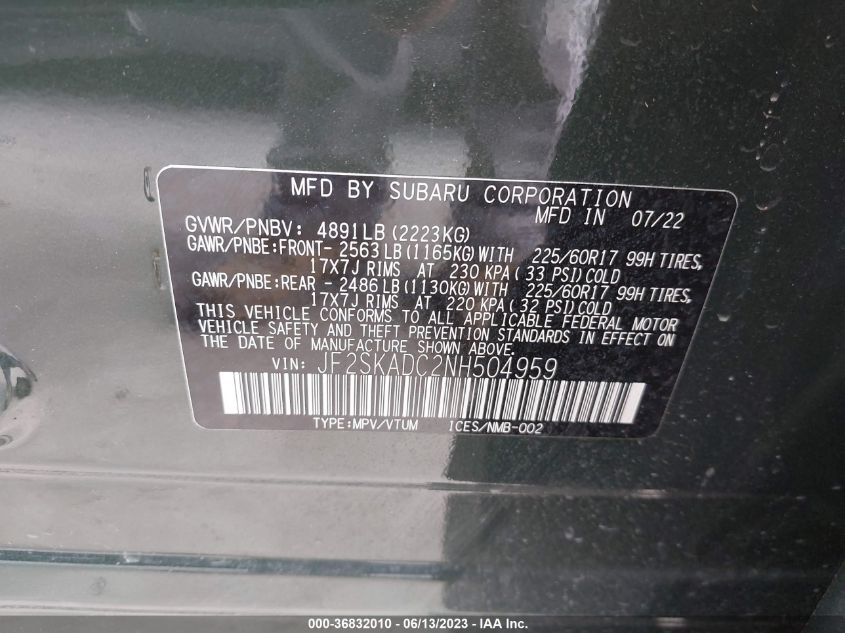 MFD BY SUBARU CORPORATION
MFD IN 07/22
GVWR/PNBV: 4891LB(2223KG)
GAWR/PNBE:FRONT- 2563LB(1165KG)WITH 225/60R17 99H TIRES,
17X7J RIMS AT 230 KPA(33 PSI)COLD
GAWR/PNBE:REAR - 2486LB(1130KG)WITH 225/60R17 99H TIRES,
17X7J RIMS AT 220 KPA(32 PSI)COLD
THIS VEHICLE CONFORMS TO ALL APPLICABLE FEDERAL MOTOR
VEHICLE SAFETY AND THEFT PREVENTION STANDARDS IN EFFECT ON
THE DATE OF MANUFACTURE SHOWN ABOVE.
VIN: JF2SKADC2NH504959
TYPE:MPV/VTUM ICES/NMB-002
000-36832010 - 06/13/2023 - IAA Inc.